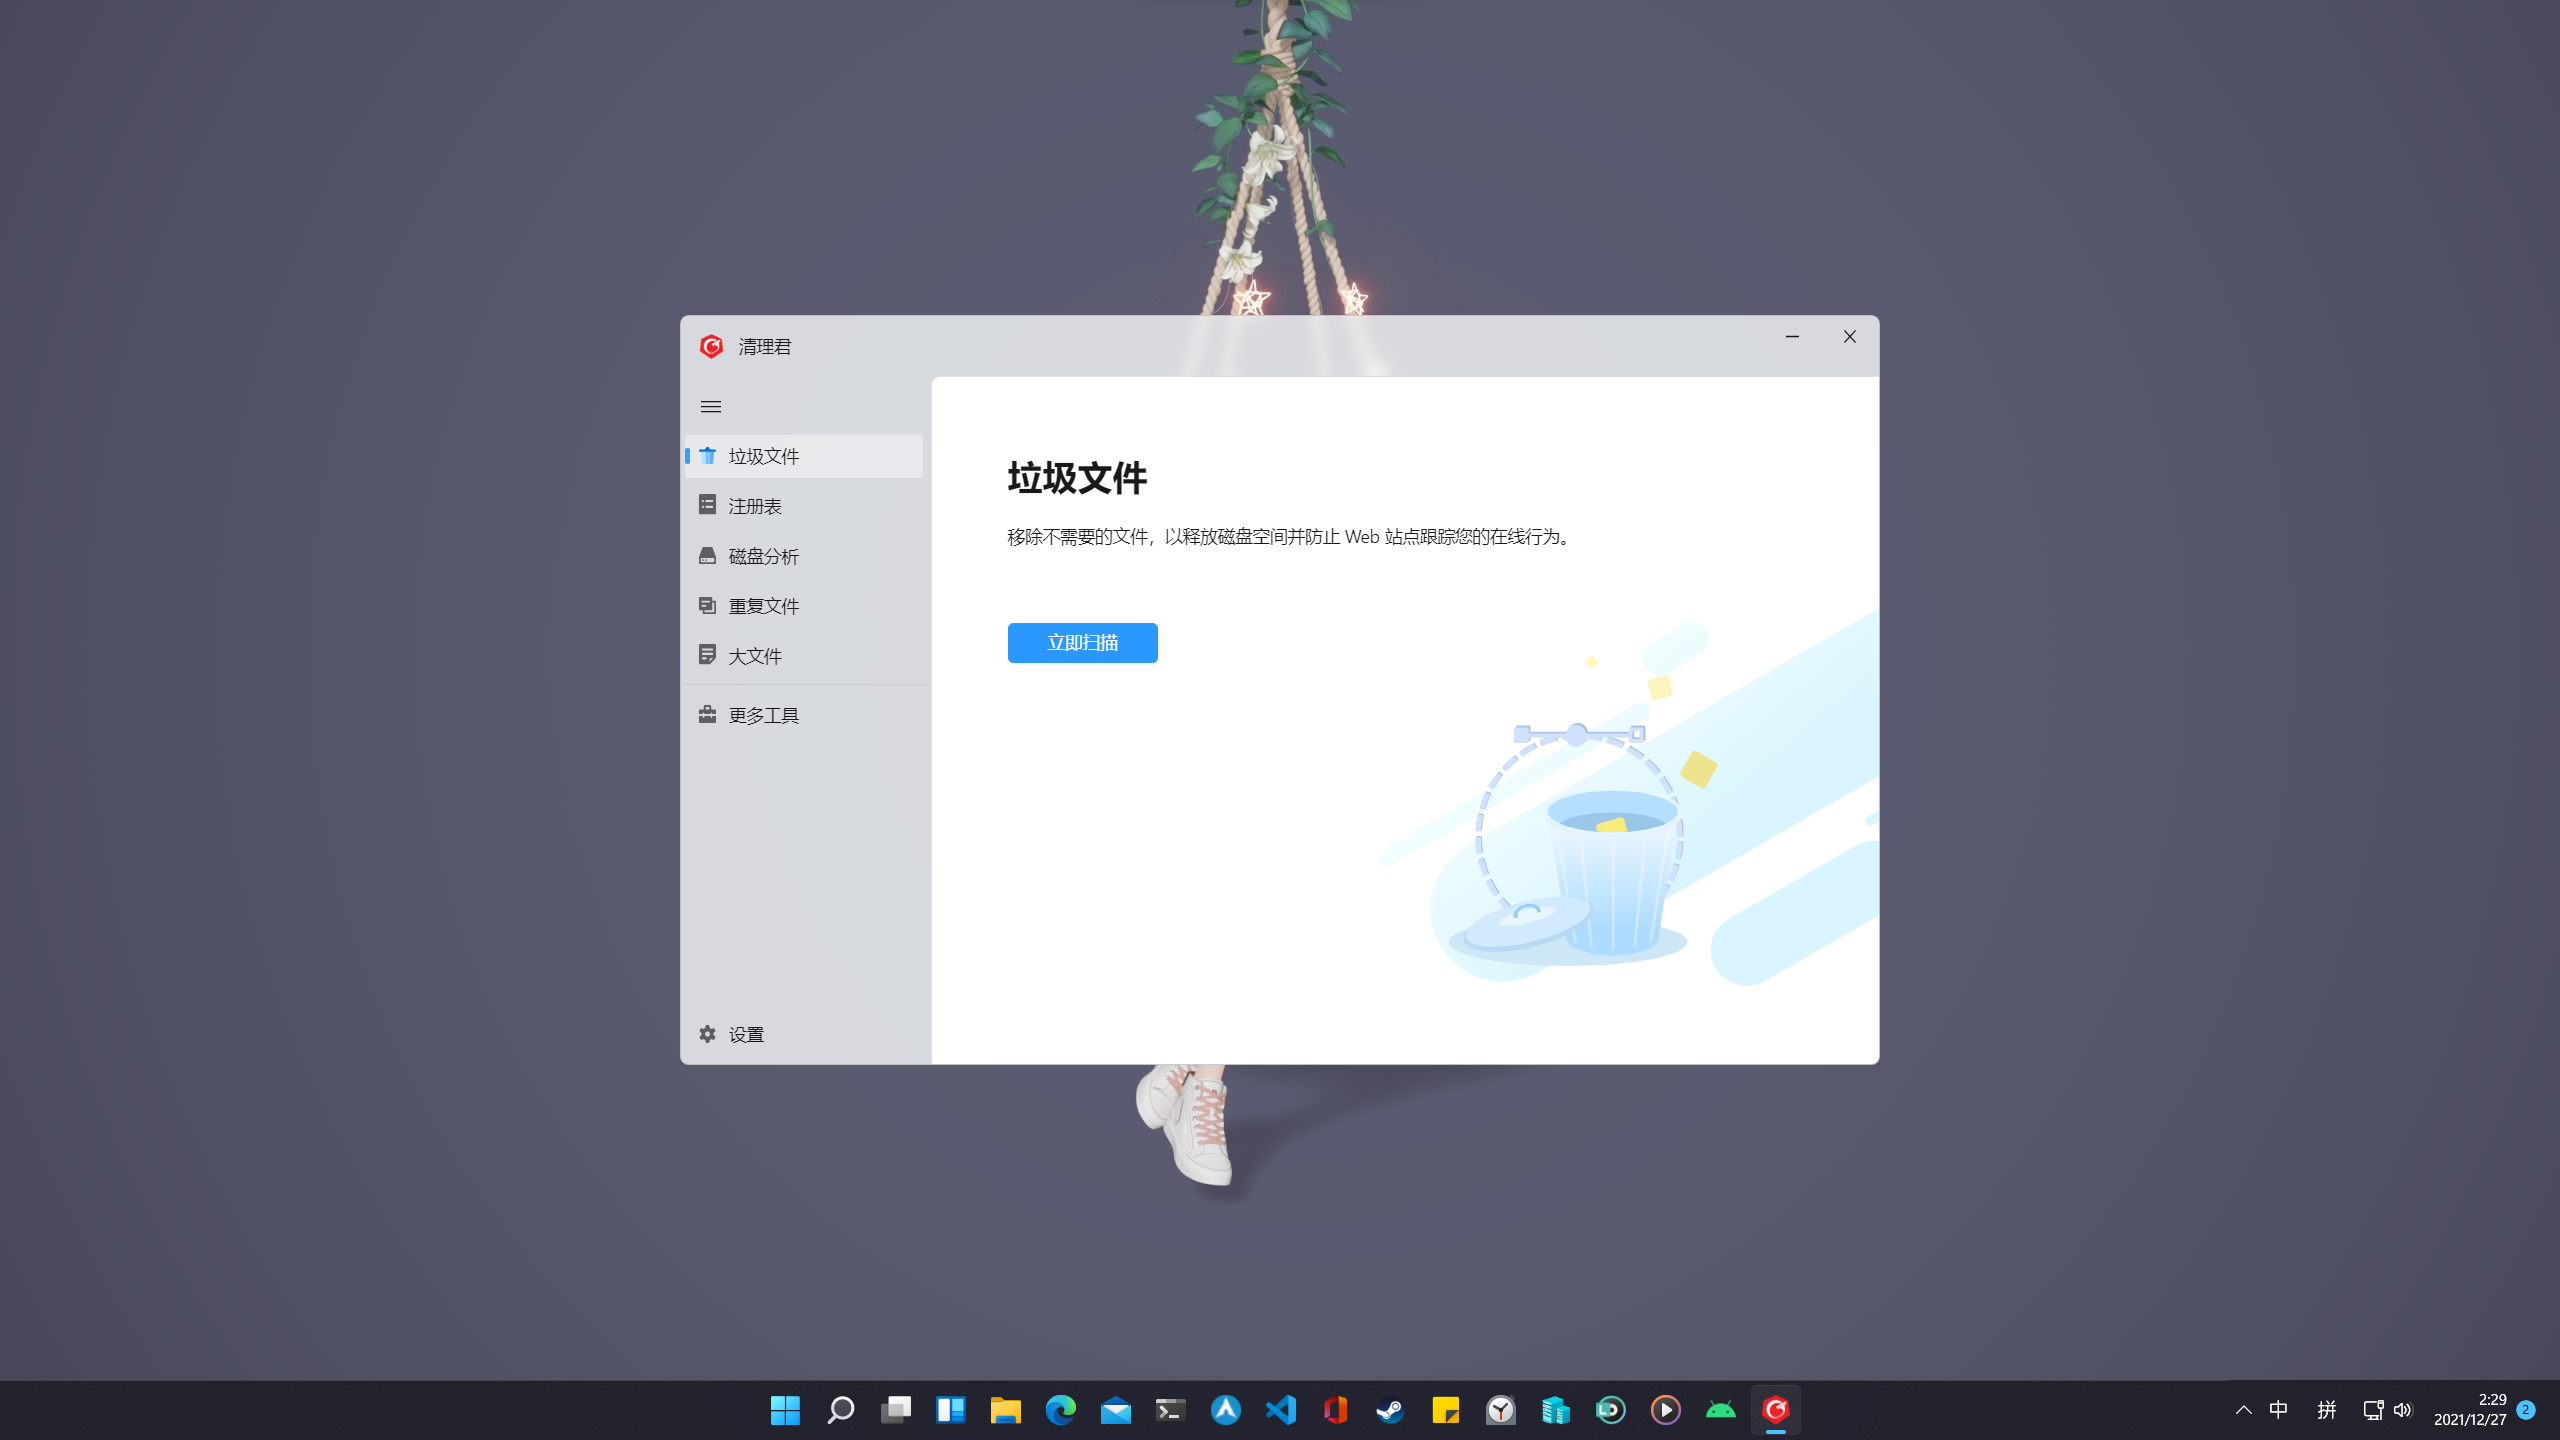 清理君
垃圾文件
注册表
磁盘分析
重复文件
大文件
更多工具
设置
垃圾文件
移除不需要的文件，以释放磁盘空间并防止 Web 站点跟踪您的在线行为。
立即扫描
中
拼
2:29
2021/12/27
2